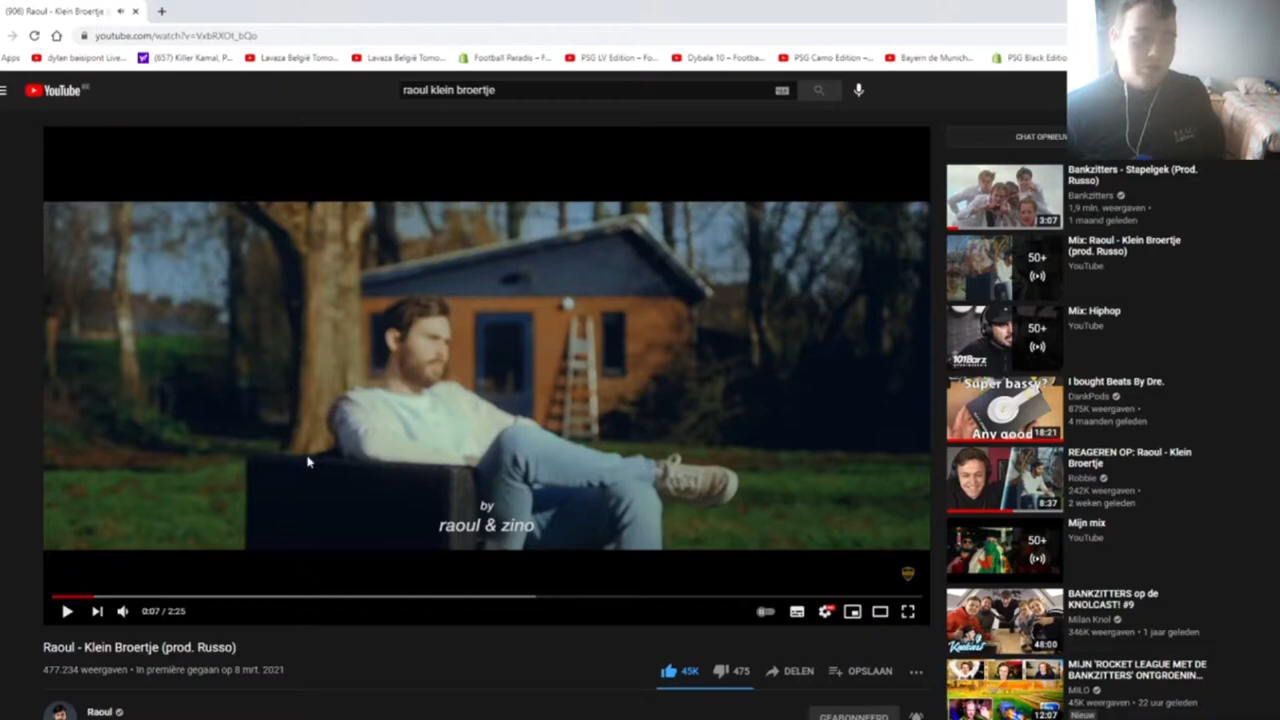 (906) Raoul - Klein Broertje
youtube.com/watch?v=VxbRXOt_bQo
Apps
dylan baisipont Live...
(657) Killer Kamal, P...
Lavaza België Tomo...
Lavaza België Tomo...
Football Paradis – F...
PSG LV Edition – Fo...
Dybala 10 – Footba...
PSG Camo Edition –...
Bayern de Munich...
PSG Black Edition
YouTube BE
raoul klein broertje
by
raoul & zino
0:07 / 2:25
Raoul - Klein Broertje (prod. Russo)
477.234 weergaven • In première gegaan op 8 mrt. 2021
45K
475
DELEN
OPSLAAN
Raoul
GEABONNEERD
CHAT OPNIEUW
3:07
Bankzitters - Stapelgek (Prod.
Russo)
Bankzitters
1,9 mln. weergaven •
1 maand geleden
50+
Mix: Raoul - Klein Broertje
(prod. Russo)
YouTube
101Barz
50+
Mix: Hiphop
YouTube
Super bassy?
Any good
18:21
I bought Beats By Dre.
DankPods
875K weergaven •
4 maanden geleden
8:37
REAGEREN OP: Raoul - Klein
Broertje
Robbie
242K weergaven •
2 weken geleden
50+
Mijn mix
YouTube
48:00
BANKZITTERS op de
KNOLCAST! #9
Milan Knol
346K weergaven • 1 jaar geleden
12:07
MIJN 'ROCKET LEAGUE MET DE
BANKZITTERS' ONTGROENIN...
MILO
45K weergaven • 22 uur geleden
Nieuw